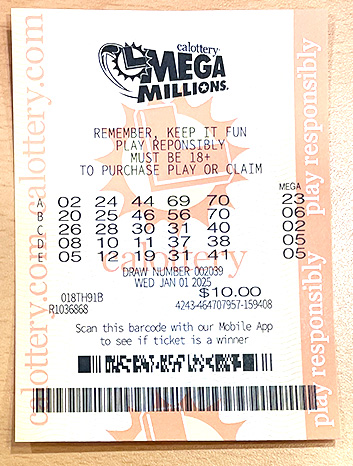 calottery
MEGA
MILLIONS
REMEMBER, KEEP IT FUN
PLAY REPONSIBLY
MUST BE 18+
TO PURCHASE PLAY OR CLAIM
MEGA
A 02 24 44 69 70 23
B 20 25 46 56 70 06
C 26 28 30 31 40 02
D 08 10 11 37 38 05
E 05 12 19 31 41 05
calottery
DRAW NUMBER 002039
WED JAN 01 2025
$10.00
018TH91B
R1036868 4243-464707957-159408
Scan this barcode with our Mobile App
to see if ticket is a winner
calottery.com calottery.com
play responsibly play responsibly